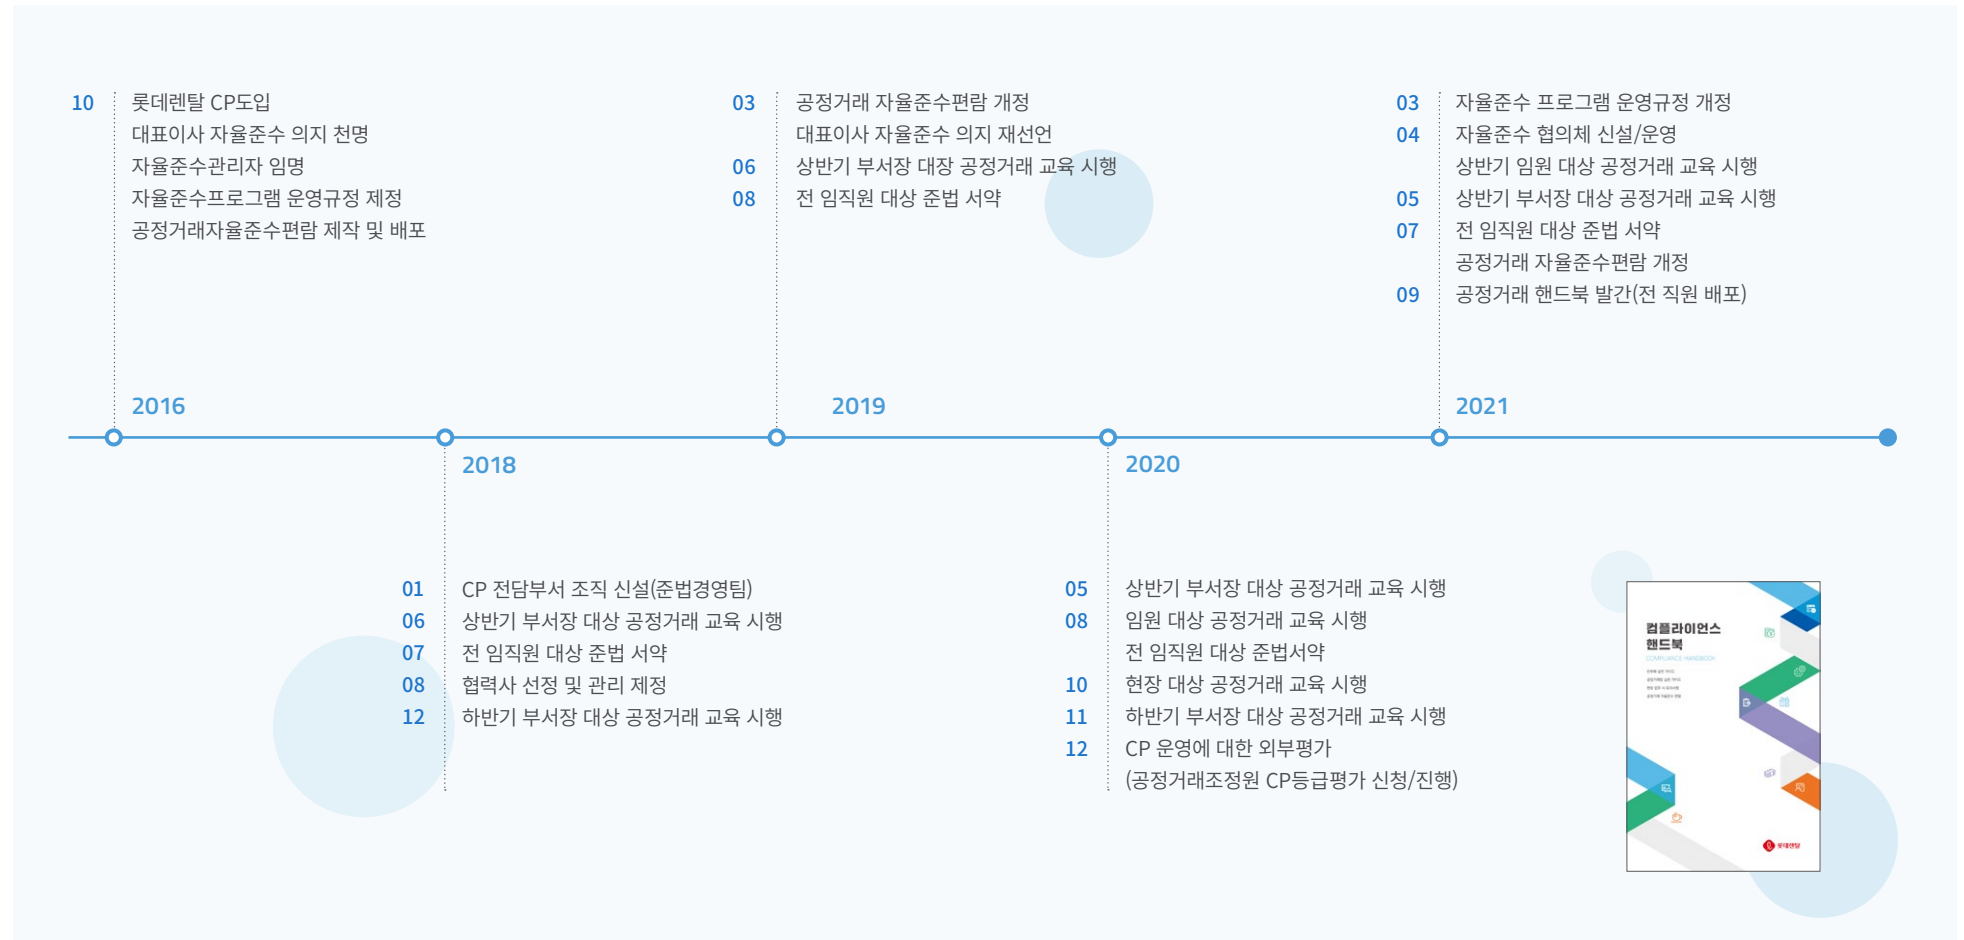 10 롯데렌탈 CP도입
대표이사 자율준수 의지 천명
자율준수관리자 임명
자율준수프로그램 운영규정 제정
공정거래자율준수편람 제작 및 배포
2016
01 CP 전담부서 조직 신설(준법경영팀)
06 상반기 부서장 대상 공정거래 교육 시행
07 전 임직원 대상 준법 서약
08 협력사 선정 및 관리 제정
12 하반기 부서장 대상 공정거래 교육 시행
2018
03 공정거래 자율준수편람 개정
대표이사 자율준수 의지 재선언
06 상반기 부서장 대장 공정거래 교육 시행
08 전 임직원 대상 준법 서약
2019
05 상반기 부서장 대상 공정거래 교육 시행
08 임원 대상 공정거래 교육 시행
전 임직원 대상 준법서약
10 현장 대상 공정거래 교육 시행
11 하반기 부서장 대상 공정거래 교육 시행
12 CP 운영에 대한 외부평가
(공정거래조정원 CP등급평가 신청/진행)
2020
03 자율준수 프로그램 운영규정 개정
04 자율준수 협의체 신설/운영
상반기 임원 대상 공정거래 교육 시행
05 상반기 부서장 대상 공정거래 교육 시행
07 전 임직원 대상 준법 서약
공정거래 자율준수편람 개정
09 공정거래 핸드북 발간(전 직원 배포)
2021
컴플라이언스
핸드북
COMPLIANCE HANDBOOK
롯데렌탈